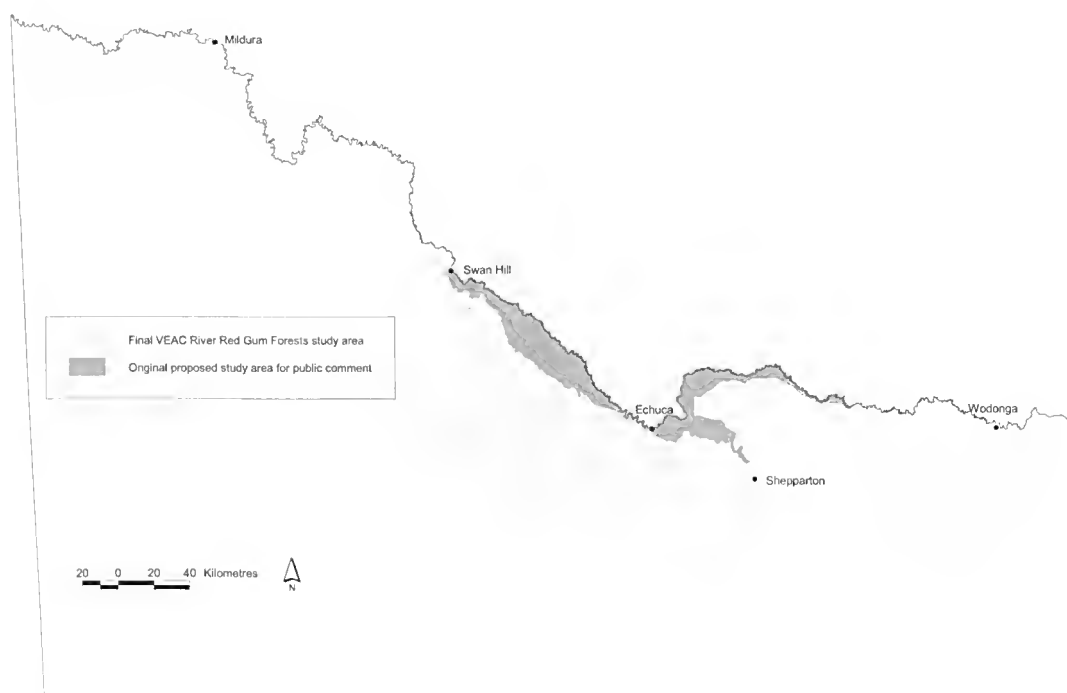 Mildura
Swan Hill
Final VEAC River Red Gum Forests study area
Original proposed study area for public comment
Echuca
Wodonga
Shepparton
20 0 20 40 Kilometres
N